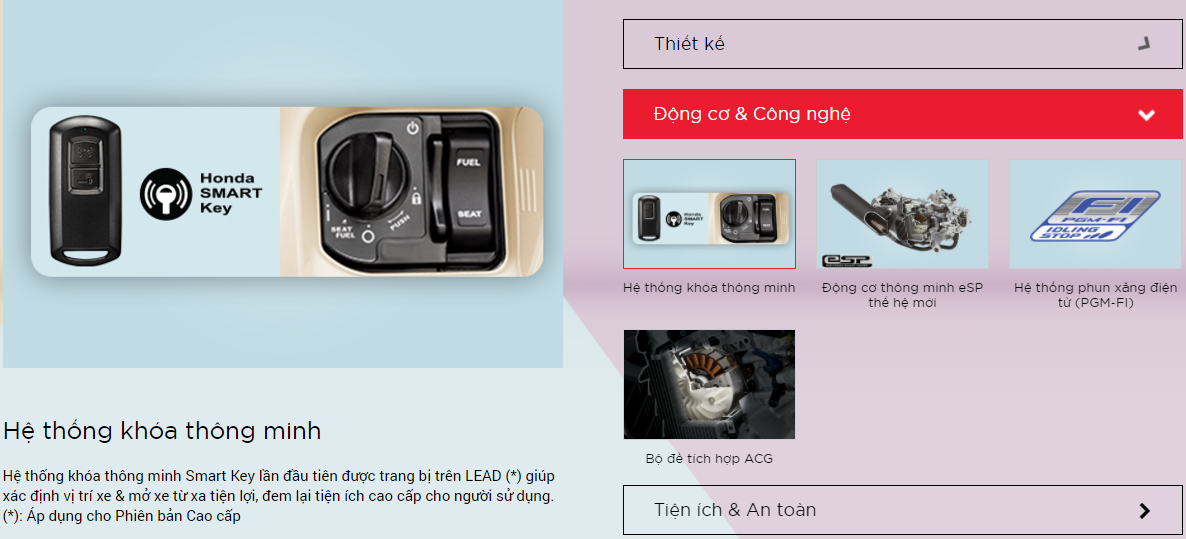 Honda
SMART
Key
FUEL
SEAT
SEAT
FUEL
PUSH
Hệ thống khóa thông minh
Hệ thống khóa thông minh Smart Key lần đầu tiên được trang bị trên LEAD (*) giúp
xác định vị trí xe & mở xe từ xa tiện lợi, đem lại tiện ích cao cấp cho người sử dụng.
(*): Áp dụng cho Phiên bản Cao cấp
Thiết kế
Động cơ & Công nghệ
Honda
SMART
Key
eSP
FI
PGM-FI
IDLING
STOP
Hệ thống khóa thông minh
Động cơ thông minh eSP
thế hệ mới
Hệ thống phun xăng điện
tử (PGM-FI)
Bộ đề tích hợp ACG
Tiện ích & An toàn